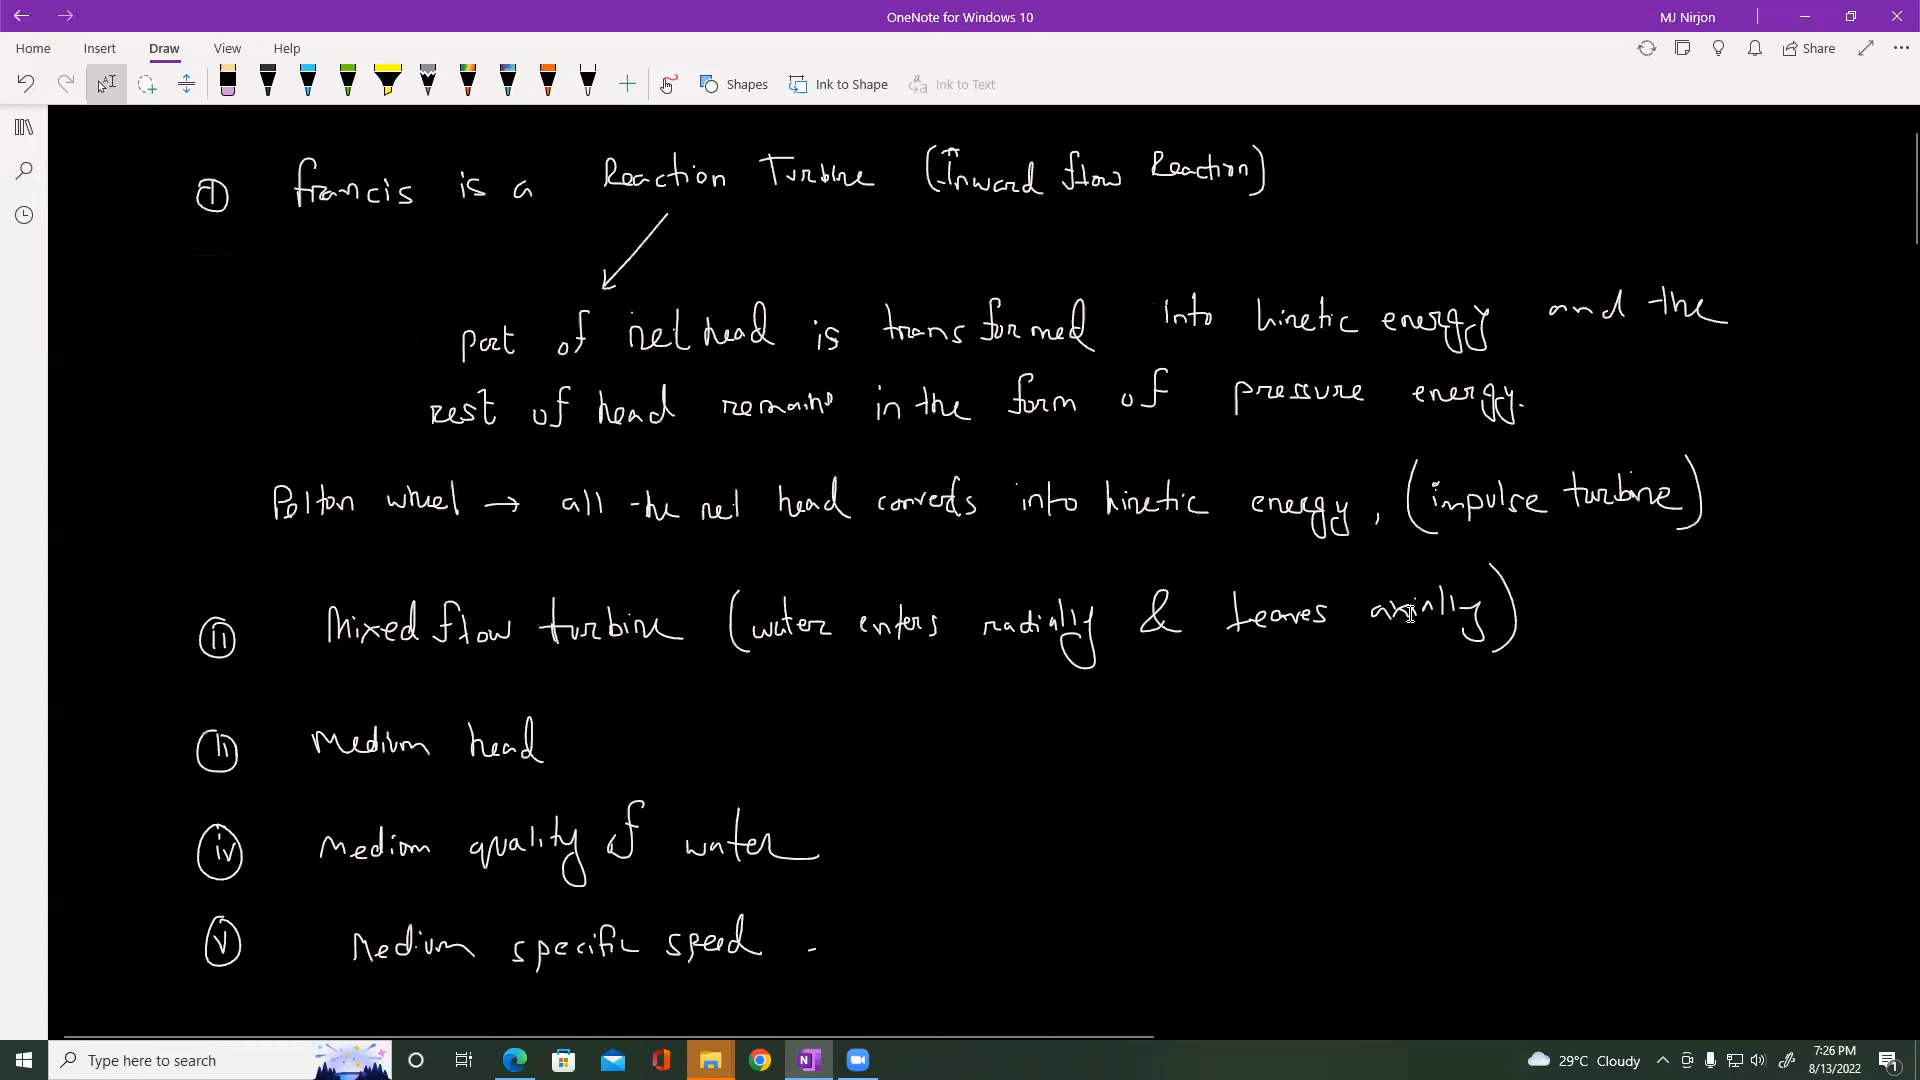 OneNote for Windows 10
MJ Nirjon
Home Insert Draw View Help
Share
Shapes Ink to Shape Ink to Text
i Francis is a Reaction Turbine (Inward flow Reaction)
part of net head is transformed into kinetic energy and the
rest of head remains in the form of pressure energy.
Pelton wheel → all the net head converts into kinetic energy, (impulse turbine)
ii Mixed flow turbine (water enters radially & leaves axially)
ii Medium head
iv Medium quality of water
v Medium specific speed -
Type here to search
29°C Cloudy
7:26 PM
8/13/2022
1